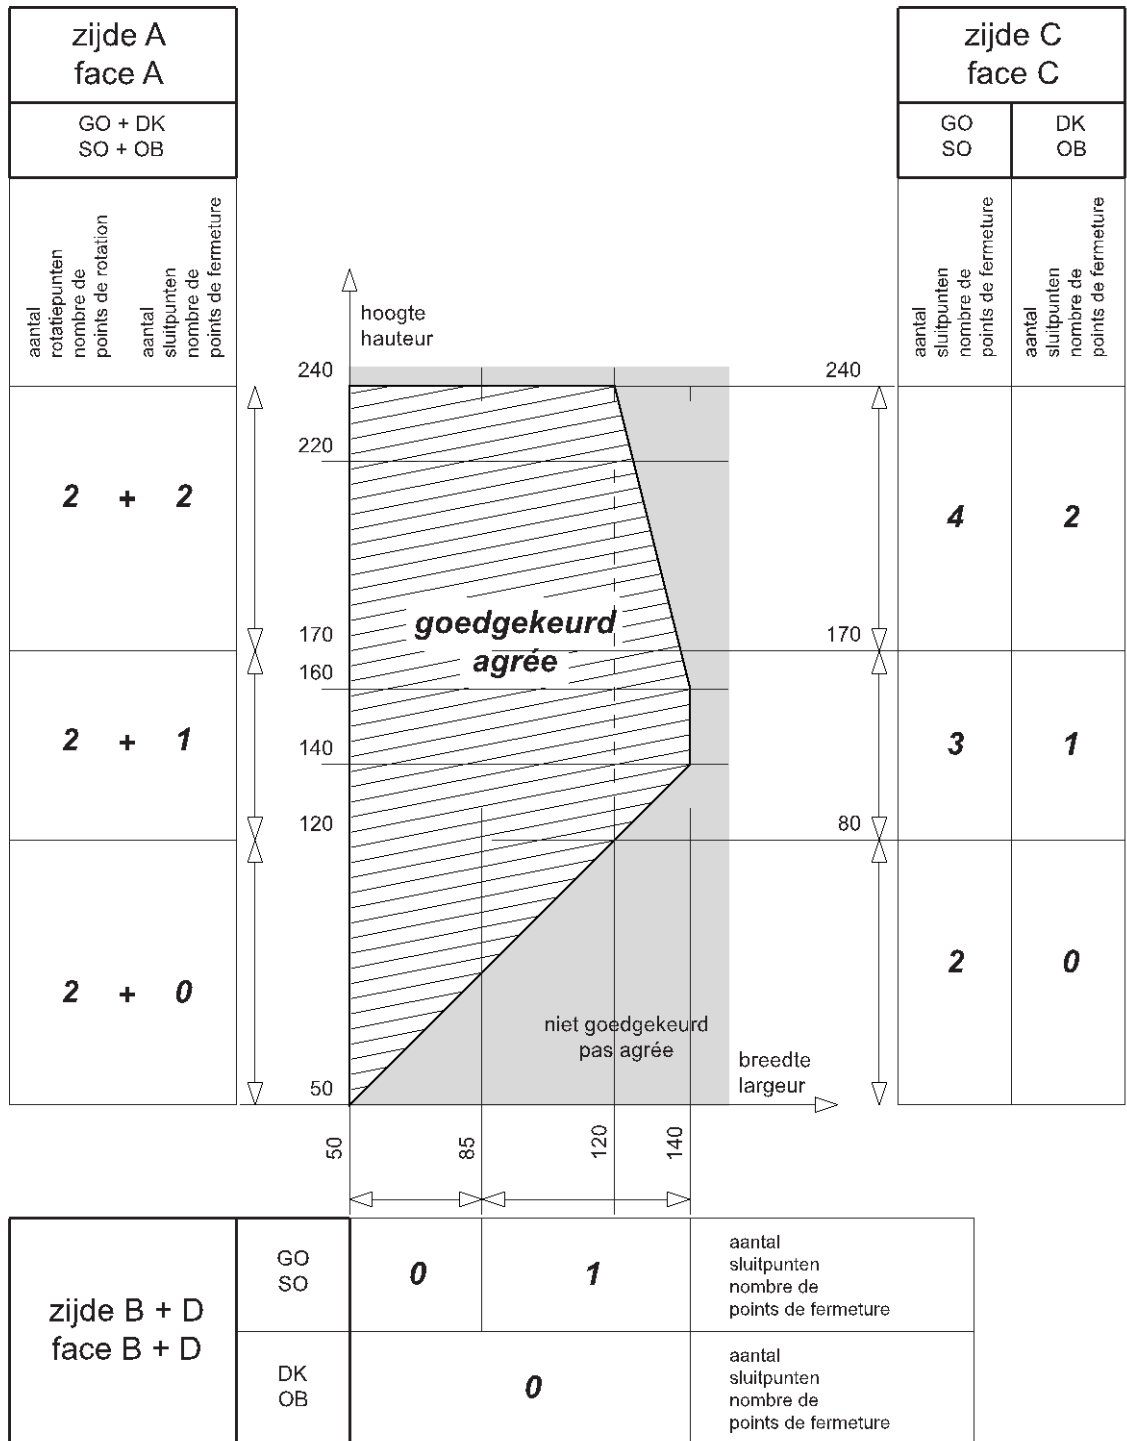 zijde A
face A
GO + DK
SO + OB
aantal
rotatiepunten
nombre de
points de rotation
aantal
sluitpunten
nombre de
points de fermeture
2 + 2
2 + 1
2 + 0
hoogte
hauteur
240
220
170
160
140
120
50
goedgekeurd
agrée
niet goedgekeurd
pas agrée
breedte
largeur
50
85
120
140
240
170
80
zijde C
face C
GO
SO
DK
OB
aantal
sluitpunten
nombre de
points de fermeture
aantal
sluitpunten
nombre de
points de fermeture
4 2
3 1
2 0
zijde B + D
face B + D
GO
SO
0 1
aantal
sluitpunten
nombre de
points de fermeture
DK
OB
0
aantal
sluitpunten
nombre de
points de fermeture